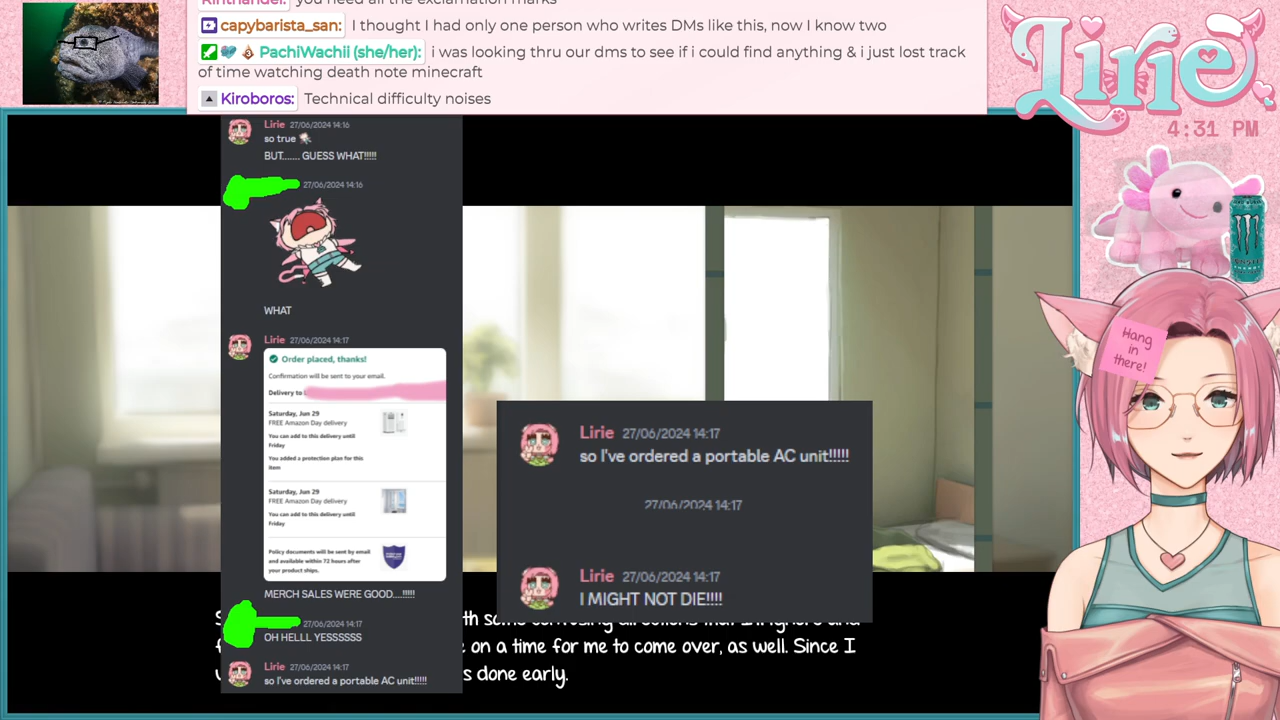 you need all the exclamation marks
capybarista_san: I thought I had only one person who writes DMs like this, now I know two
PachiWachii (she/her): i was looking thru our dms to see if i could find anything & i just lost track
of time watching death note minecraft
Kiroboros: Technical difficulty noises
Lirie
4:31 PM
Hang
in
there!
Lirie 27/06/2024 14:16
so true
BUT....... GUESS WHAT!!!!!
27/06/2024 14:16
WHAT
Lirie 27/06/2024 14:17
Order placed, thanks!
Confirmation will be sent to your email.
Delivery to
Saturday, Jun 29
FREE Amazon Day delivery
You can add to this delivery until
Friday
You added a protection plan for this
item
Saturday, Jun 29
FREE Amazon Day delivery
You can add to this delivery until
Friday
Policy documents will be sent by email
and available within 72 hours after
your product ships.
MERCH SALES WERE GOOD....!!!!!
27/06/2024 14:17
OH HELLL YESSSSSS
Lirie 27/06/2024 14:17
so I've ordered a portable AC unit!!!!!
Lirie 27/06/2024 14:17
so I've ordered a portable AC unit!!!!!
27/06/2024 14:17
Lirie 27/06/2024 14:17
I MIGHT NOT DIE!!!!
on a time for me to come over, as well. Since I
done early.